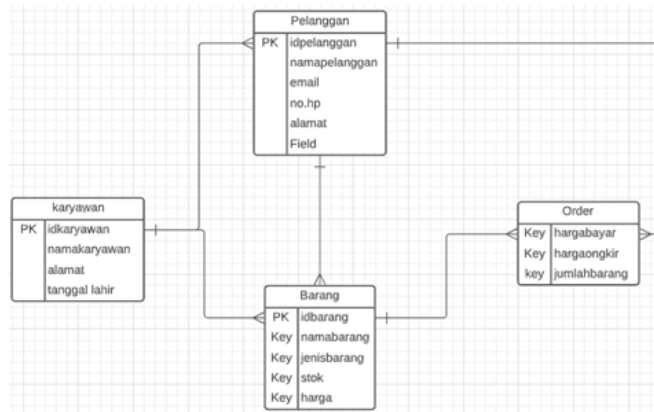 Pelanggan
PK idpelanggan
namapelanggan
email
no.hp
alamat
Field
karyawan
PK idkaryawan
namakaryawan
alamat
tanggal lahir
Order
Key hargabayar
Key hargaongkir
key jumlahbarang
Barang
PK idbarang
Key namabarang
Key jenisbarang
Key stok
Key harga